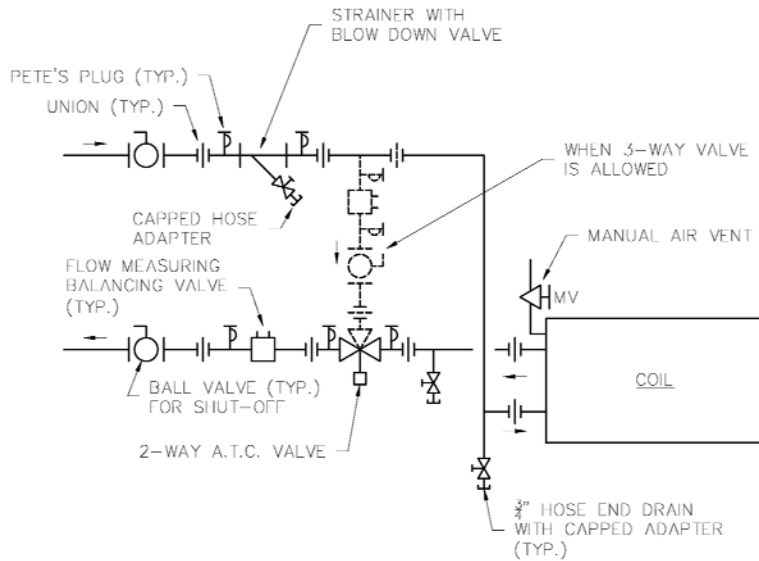 STRAINER WITH
BLOW DOWN VALVE
PETE'S PLUG (TYP.)
UNION (TYP.)
WHEN 3-WAY VALVE
IS ALLOWED
CAPPED HOSE
ADAPTER
MANUAL AIR VENT
FLOW MEASURING
BALANCING VALVE
(TYP.)
MV
COIL
BALL VALVE (TYP.)
FOR SHUT-OFF
2-WAY A.T.C. VALVE
3/4" HOSE END DRAIN
WITH CAPPED ADAPTER
(TYP.)